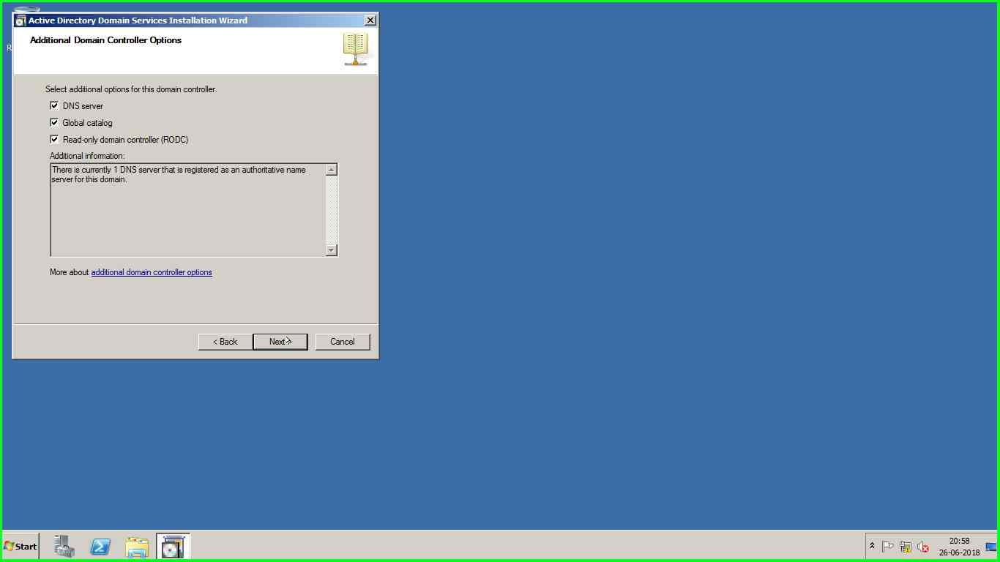 Active Directory Domain Services Installation Wizard
Additional Domain Controller Options
R
Select additional options for this domain controller.
DNS server
Global catalog
Read-only domain controller (RODC)
Additional information:
There is currently 1 DNS server that is registered as an authoritative name
server for this domain.
More about additional domain controller options
< Back
Next >
Cancel
Start
20:58
26-06-2018